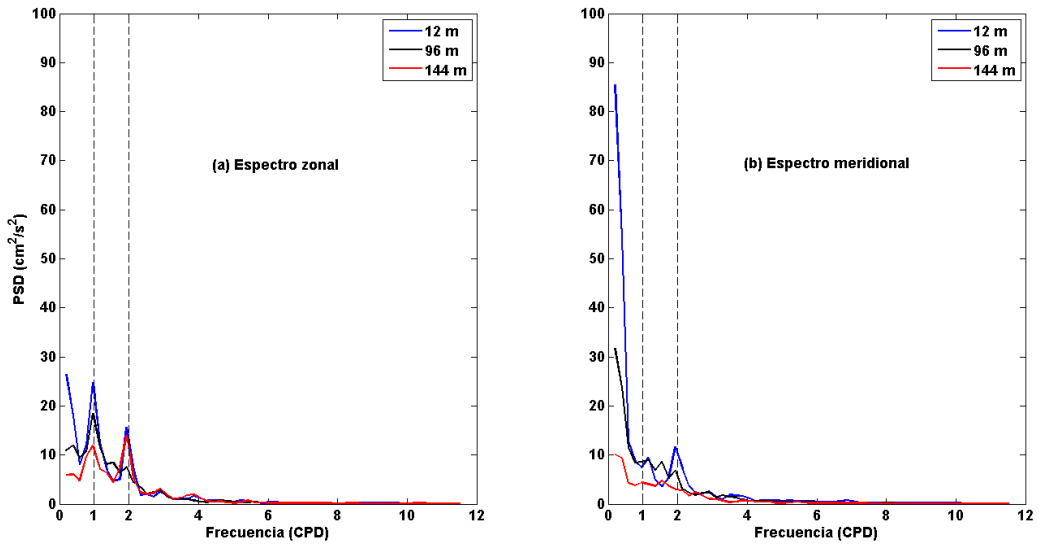 100
90
80
70
60
50
40
30
20
10
0
PSD (cm²/s²)
12 m
96 m
144 m
(a) Espectro zonal
0 1 2 4 6 8 10 12
Frecuencia (CPD)
100
90
80
70
60
50
40
30
20
10
0
12 m
96 m
144 m
(b) Espectro meridional
0 1 2 4 6 8 10 12
Frecuencia (CPD)